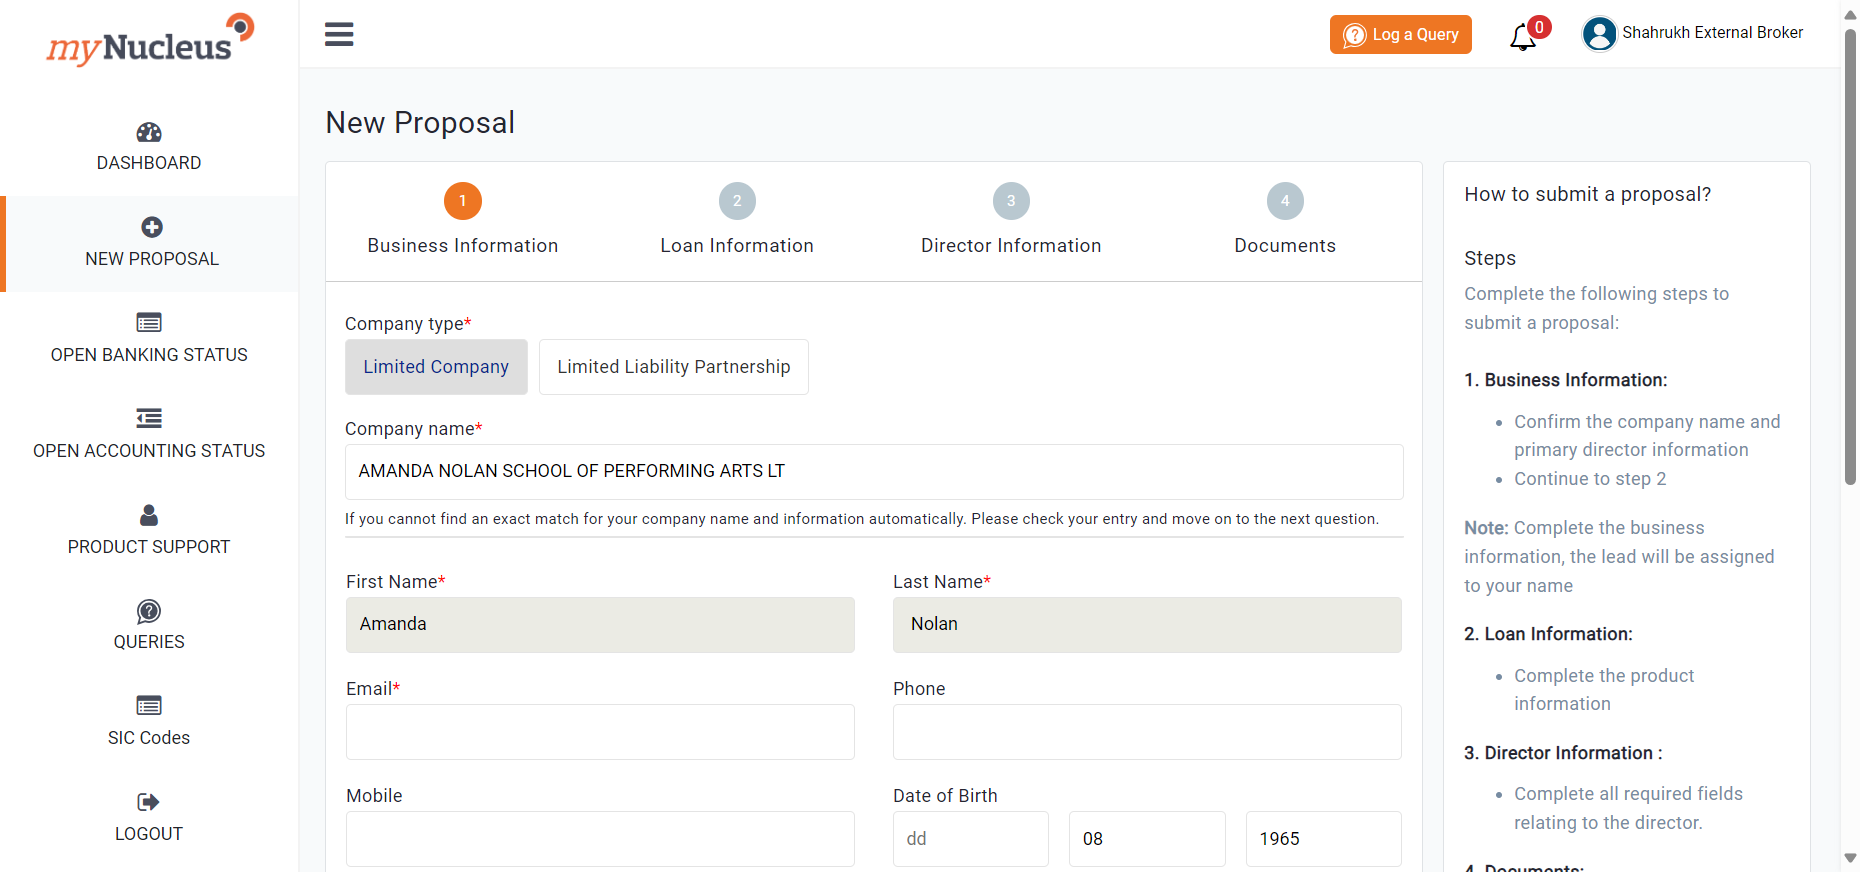 myNucleus
DASHBOARD
NEW PROPOSAL
OPEN BANKING STATUS
OPEN ACCOUNTING STATUS
PRODUCT SUPPORT
QUERIES
SIC Codes
LOGOUT
Log a Query
0
Shahrukh External Broker
New Proposal
1
Business Information
2
Loan Information
3
Director Information
4
Documents
Company type*
Limited Company
Limited Liability Partnership
Company name*
AMANDA NOLAN SCHOOL OF PERFORMING ARTS LT
If you cannot find an exact match for your company name and information automatically. Please check your entry and move on to the next question.
First Name*
Last Name*
Amanda
Nolan
Email*
Phone
Mobile
Date of Birth
dd
08
1965
How to submit a proposal?
Steps
Complete the following steps to
submit a proposal:
1. Business Information:
• Confirm the company name and
primary director information
• Continue to step 2
Note: Complete the business
information, the lead will be assigned
to your name
2. Loan Information:
• Complete the product
information
3. Director Information :
• Complete all required fields
relating to the director.
4. Documents: